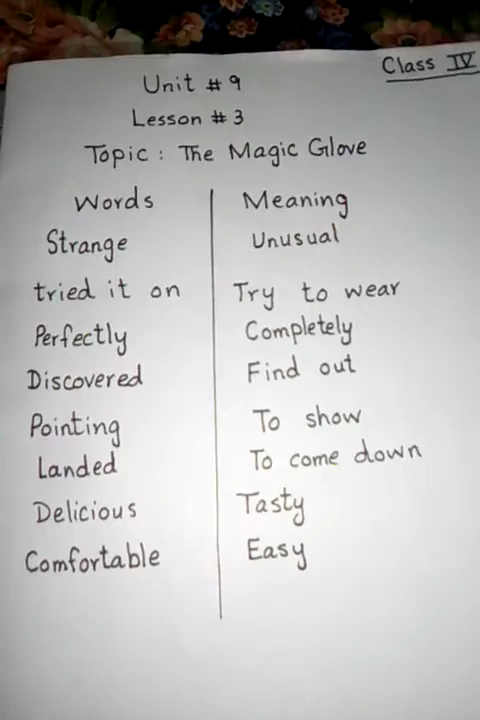 Class IV
Unit # 9
Lesson # 3
Topic : The Magic Glove
Words Meaning
Strange Unusual
tried it on Try to wear
Perfectly Completely
Discovered Find out
Pointing To show
Landed To come down
Delicious Tasty
Comfortable Easy